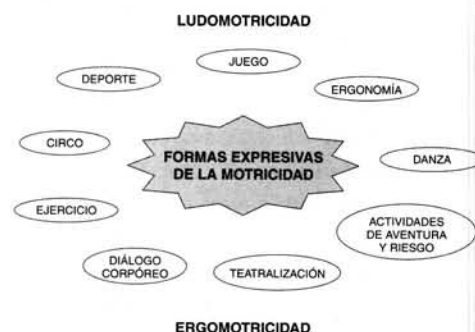 LUDOMOTRICIDAD
JUEGO
DEPORTE
ERGONOMÍA
CIRCO
FORMAS EXPRESIVAS
DE LA MOTRICIDAD
DANZA
EJERCICIO
ACTIVIDADES
DE AVENTURA
Y RIESGO
DIÁLOGO
CORPÓREO
TEATRALIZACIÓN
ERGOMOTRICIDAD